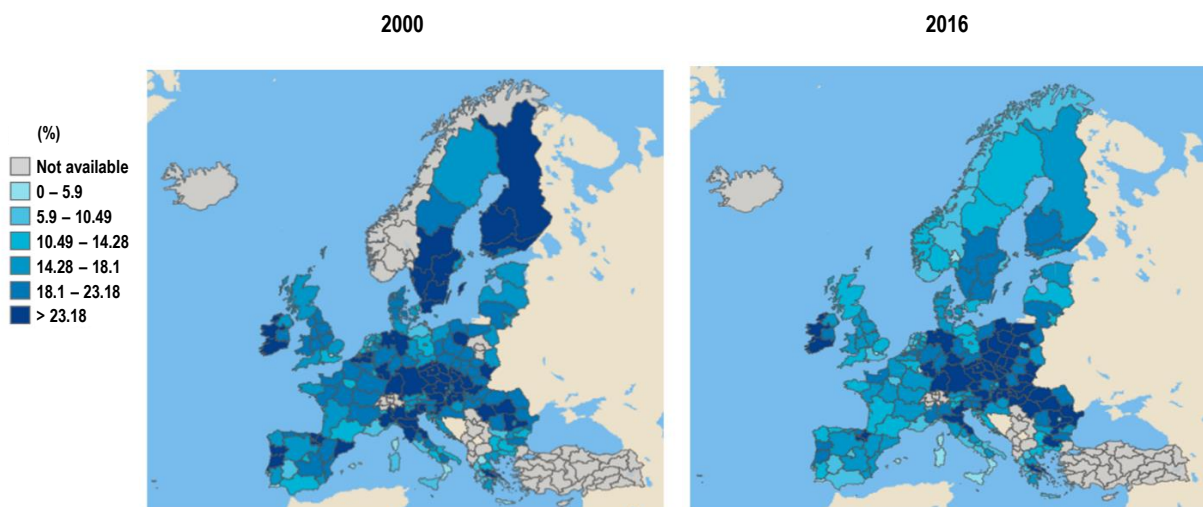 2000
2016
(%)
Not available
0 – 5.9
5.9 – 10.49
10.49 – 14.28
14.28 – 18.1
18.1 – 23.18
> 23.18